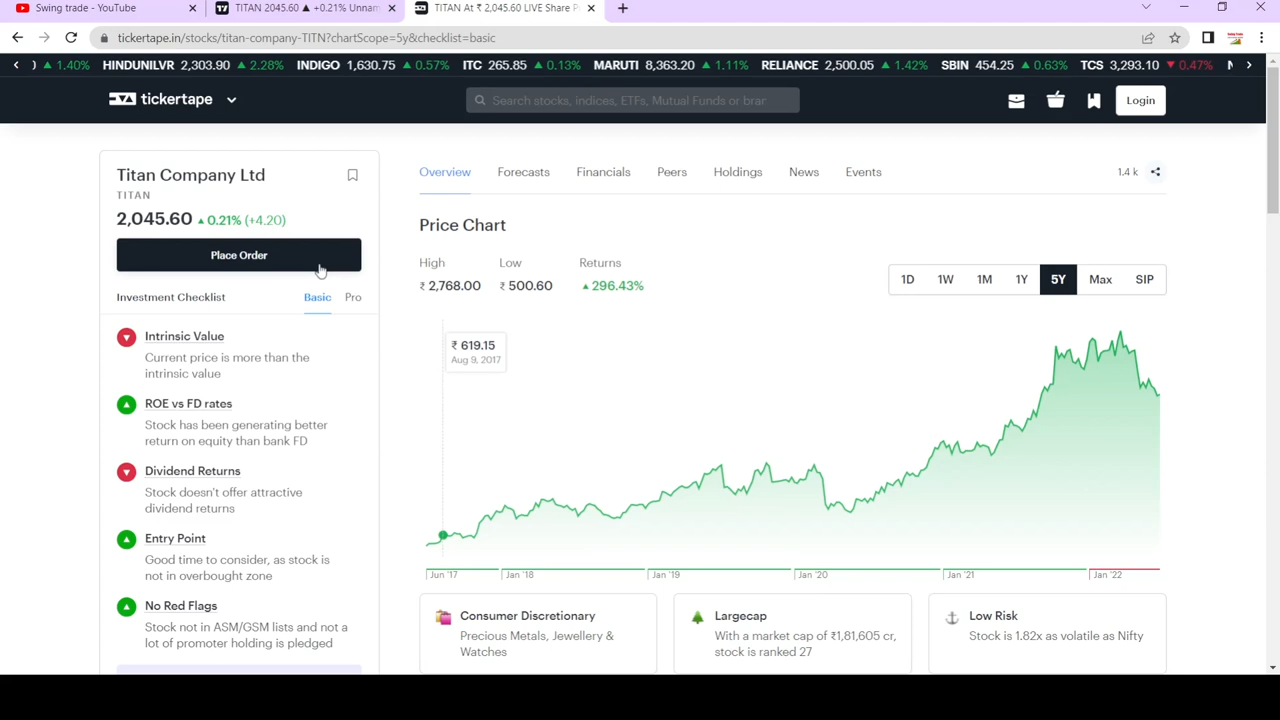 Swing trade - YouTube
TITAN 2045.60 ▲ +0.21% Unnam
TITAN At ₹ 2,045.60 LIVE Share P
tickertape.in/stocks/titan-company-TITN?chartScope=5y&checklist=basic
) ▲ 1.40% HINDUNILVR 2,303.90 ▲ 2.28% INDIGO 1,630.75 ▲ 0.57% ITC 265.85 ▲ 0.13% MARUTI 8,363.20 ▲ 1.11% RELIANCE 2,500.05 ▲ 1.42% SBIN 454.25 ▲ 0.63% TCS 3,293.10 ▼ 0.47%
tickertape
Search stocks, indices, ETFs, Mutual Funds or brar
Login
Titan Company Ltd
TITAN
2,045.60 ▲ 0.21% (+4.20)
Place Order
Investment Checklist Basic Pro
Intrinsic Value
Current price is more than the
intrinsic value
ROE vs FD rates
Stock has been generating better
return on equity than bank FD
Dividend Returns
Stock doesn't offer attractive
dividend returns
Entry Point
Good time to consider, as stock is
not in overbought zone
No Red Flags
Stock not in ASM/GSM lists and not a
lot of promoter holding is pledged
Overview Forecasts Financials Peers Holdings News Events 1.4 k
Price Chart
High Low Returns
₹ 2,768.00 ₹ 500.60 ▲ 296.43%
1D 1W 1M 1Y 5Y Max SIP
₹ 619.15
Aug 9, 2017
Jun '17 Jan '18 Jan '19 Jan '20 Jan '21 Jan '22
Consumer Discretionary
Precious Metals, Jewellery &
Watches
Largecap
With a market cap of ₹1,81,605 cr,
stock is ranked 27
Low Risk
Stock is 1.82x as volatile as Nifty